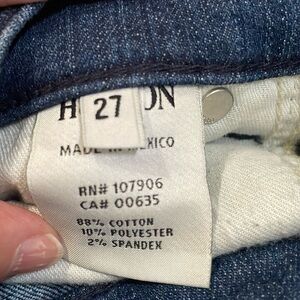 H 27 ON
MADE IN MEXICO
RN# 107906
CA# 00635
88% COTTON
10% POLYESTER
2% SPANDEX